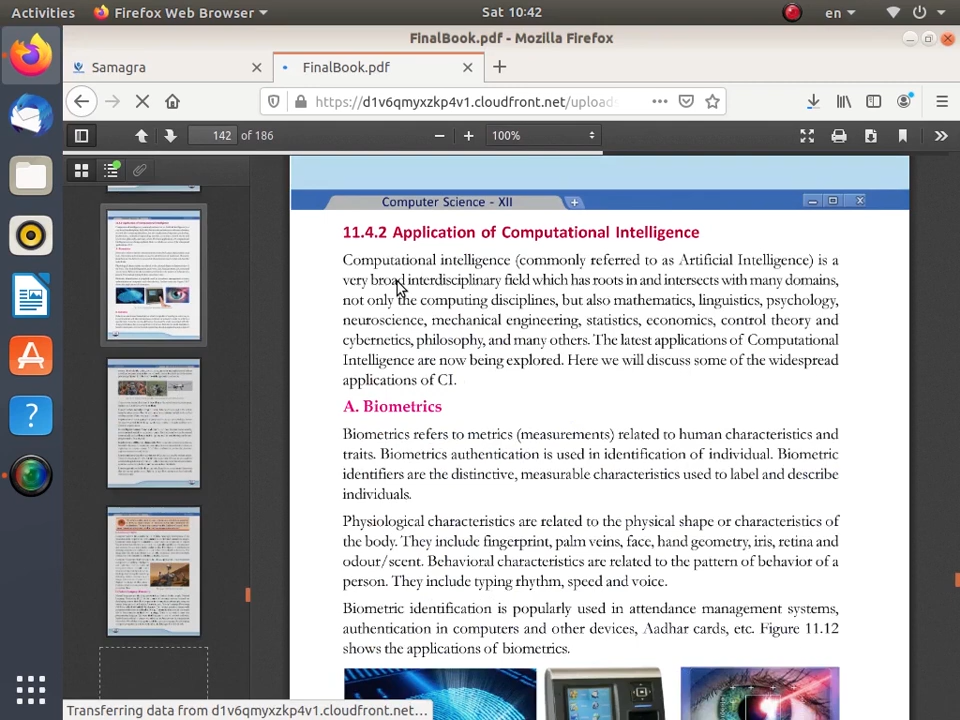 Activities Firefox Web Browser Sat 10:42 en
FinalBook.pdf - Mozilla Firefox
Samagra FinalBook.pdf
https://d1v6qmyxzkp4v1.cloudfront.net/upload
142 of 186 100%
Computer Science - XII
11.4.2 Application of Computational Intelligence
Computational intelligence (commonly referred to as Artificial Intelligence) is a
very broad interdisciplinary field which has roots in and intersects with many domains,
not only the computing disciplines, but also mathematics, linguistics, psychology,
neuroscience, mechanical engineering, statistics, economics, control theory and
cybernetics, philosophy, and many others. The latest applications of Computational
Intelligence are now being explored. Here we will discuss some of the widespread
applications of CI.
A. Biometrics
Biometrics refers to metrics (measurements) related to human characteristics and
traits. Biometrics authentication is used in identification of individual. Biometric
identifiers are the distinctive, measurable characteristics used to label and describe
individuals.
Physiological characteristics are related to the physical shape or characteristics of
the body. They include fingerprint, palm veins, face, hand geometry, iris, retina and
odour/scent. Behavioral characteristics are related to the pattern of behavior of a
person. They include typing rhythm, speed and voice.
Biometric identification is popularly used in attendance management systems,
authentication in computers and other devices, Aadhar cards, etc. Figure 11.12
shows the applications of biometrics.
Transferring data from d1v6qmyxzkp4v1.cloudfront.net...